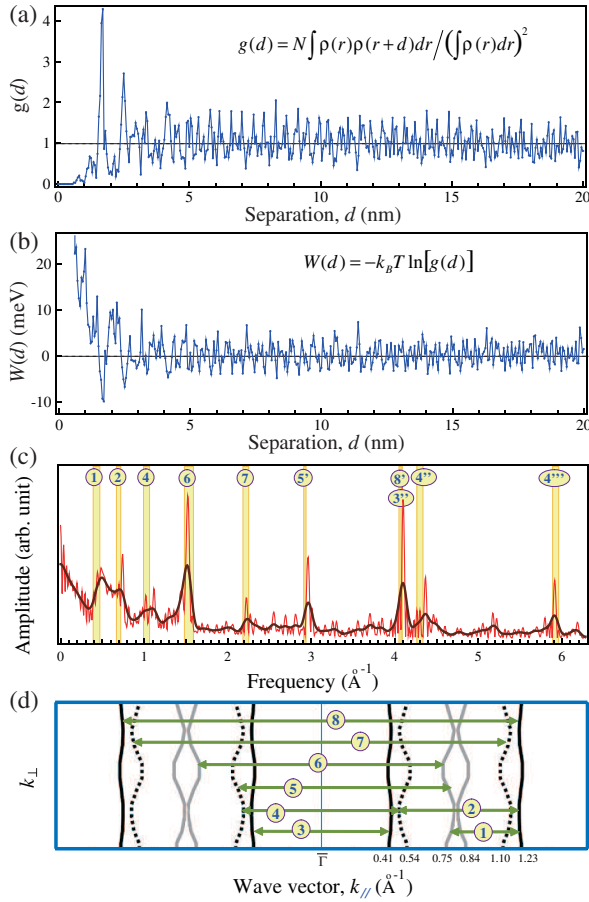 (a)
g(d) = N∫ρ(r)ρ(r+d)dr/(∫ρ(r)dr)²
g(d)
4
3
2
1
0
0 5 10 15 20
Separation, d (nm)
(b)
W(d) = −k_B T ln[g(d)]
W(d) (meV)
20
10
0
-10
0 5 10 15 20
Separation, d (nm)
(c)
1 2 4 6 7 5' 8' 4'' 4'''
3''
Amplitude (arb. unit)
0 1 2 3 4 5 6
Frequency (Å⁻¹)
(d)
k⊥
8
7
6
5
4 2
3 1
Γ̅ 0.41 0.54 0.75 0.84 1.10 1.23
Wave vector, k// (Å⁻¹)